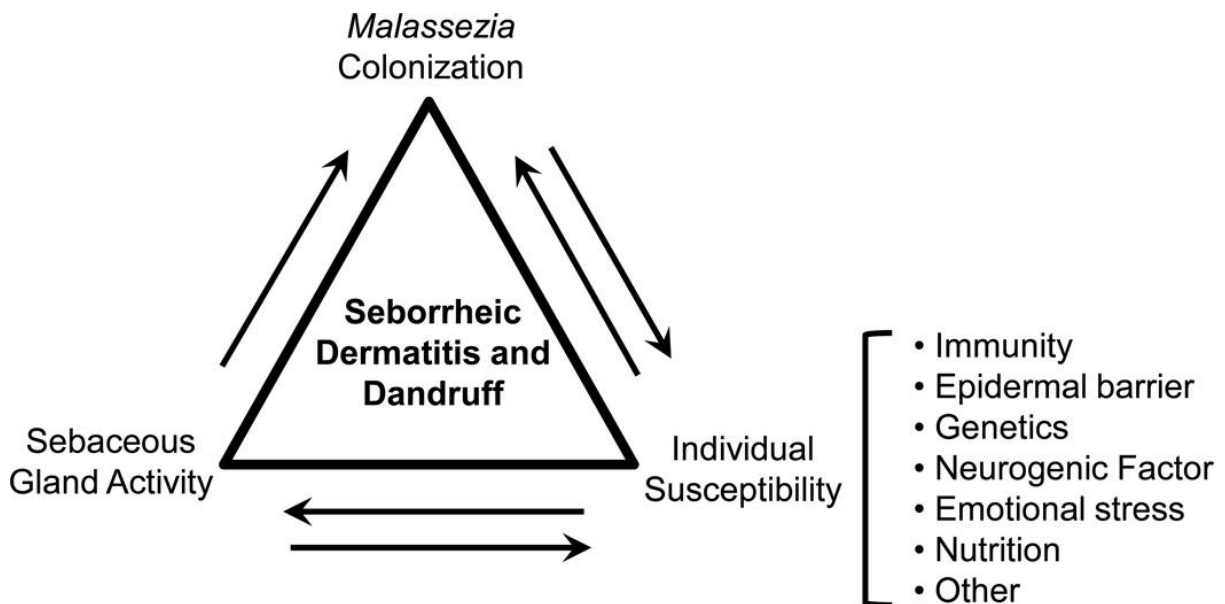 Malassezia
Colonization
Seborrheic
Dermatitis and
Dandruff
Sebaceous
Gland Activity
Individual
Susceptibility
• Immunity
• Epidermal barrier
• Genetics
• Neurogenic Factor
• Emotional stress
• Nutrition
• Other